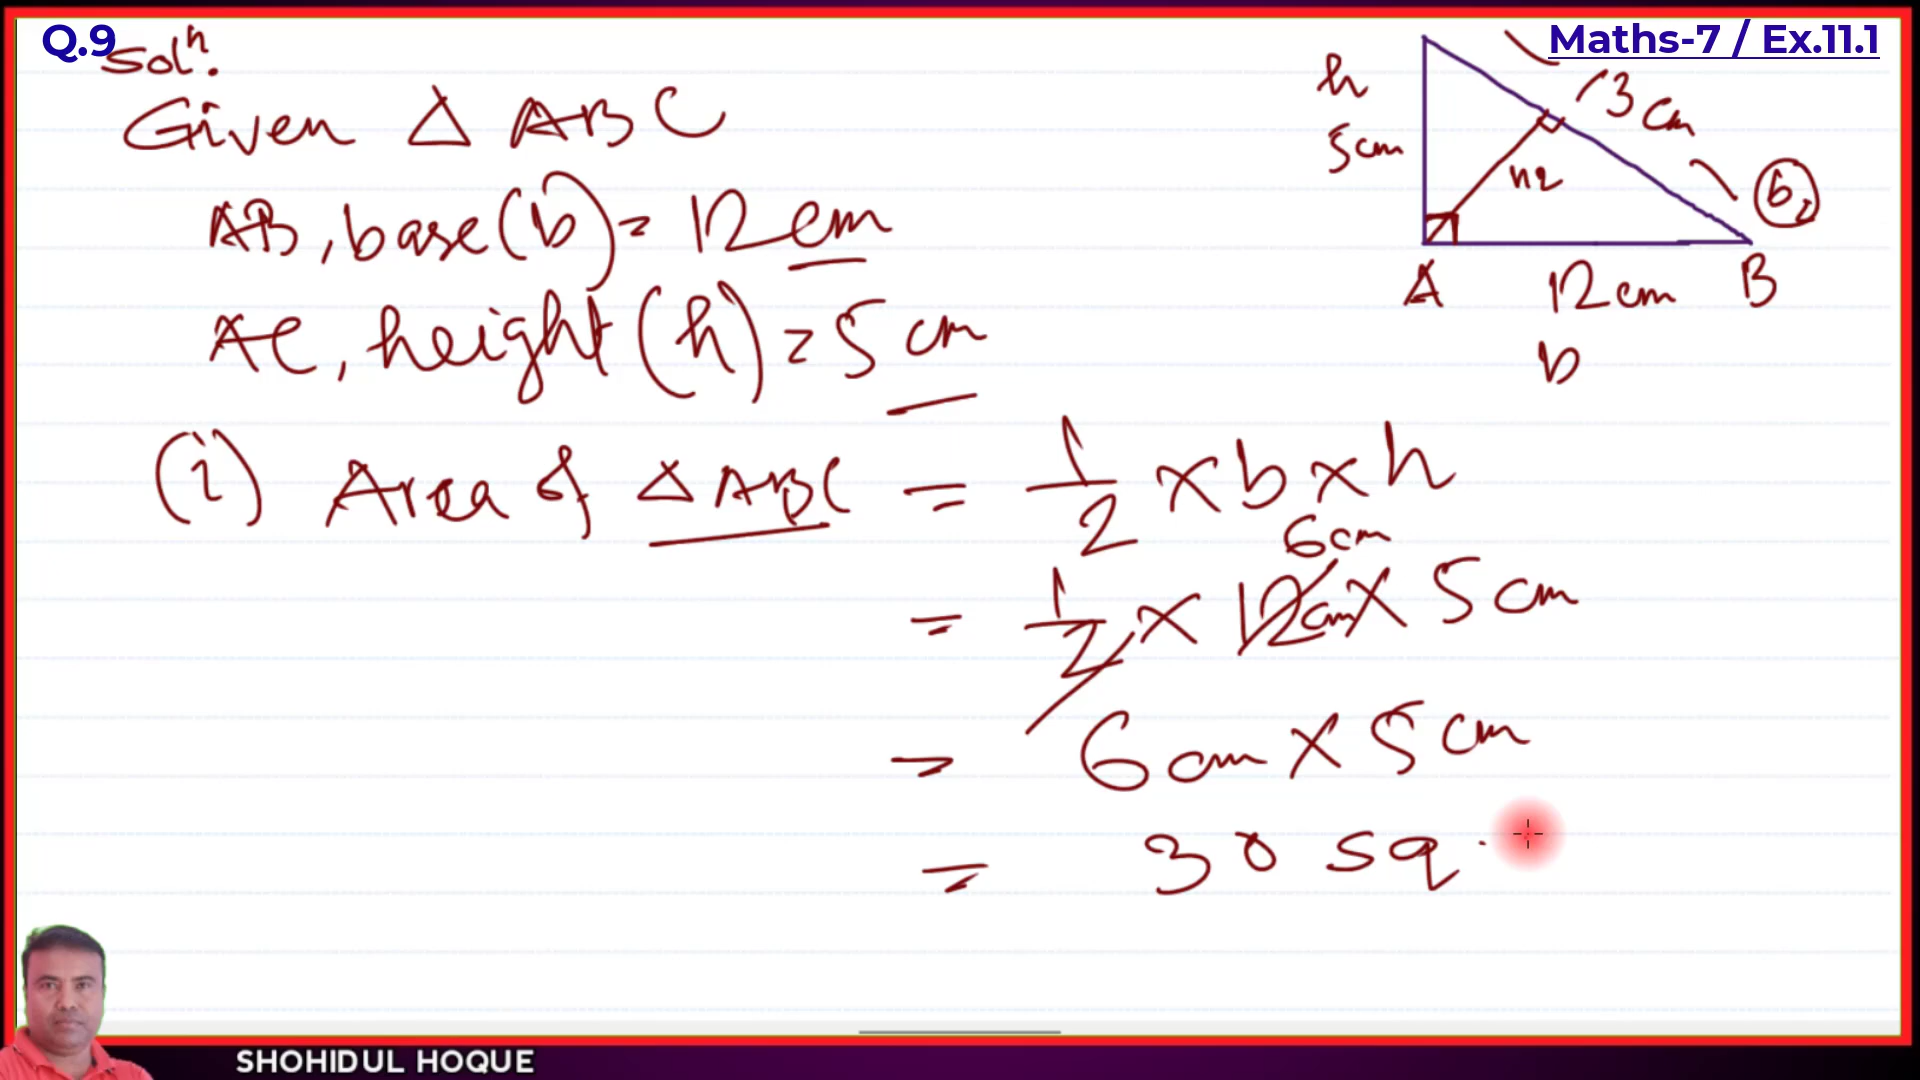 Q.9
Maths-7 / Ex.11.1
Solⁿ.
Given △ ABC
AB, base (b) = 12 cm
AC, height (h) = 5 cm
(i) Area of △ ABC = 1/2 × b × h
6cm
= 1/2 × 12cm × 5 cm
= 6 cm × 5 cm
= 30 sq.
h
5cm
13 cm
h2
b2
A 12 cm B
b
SHOHIDUL HOQUE